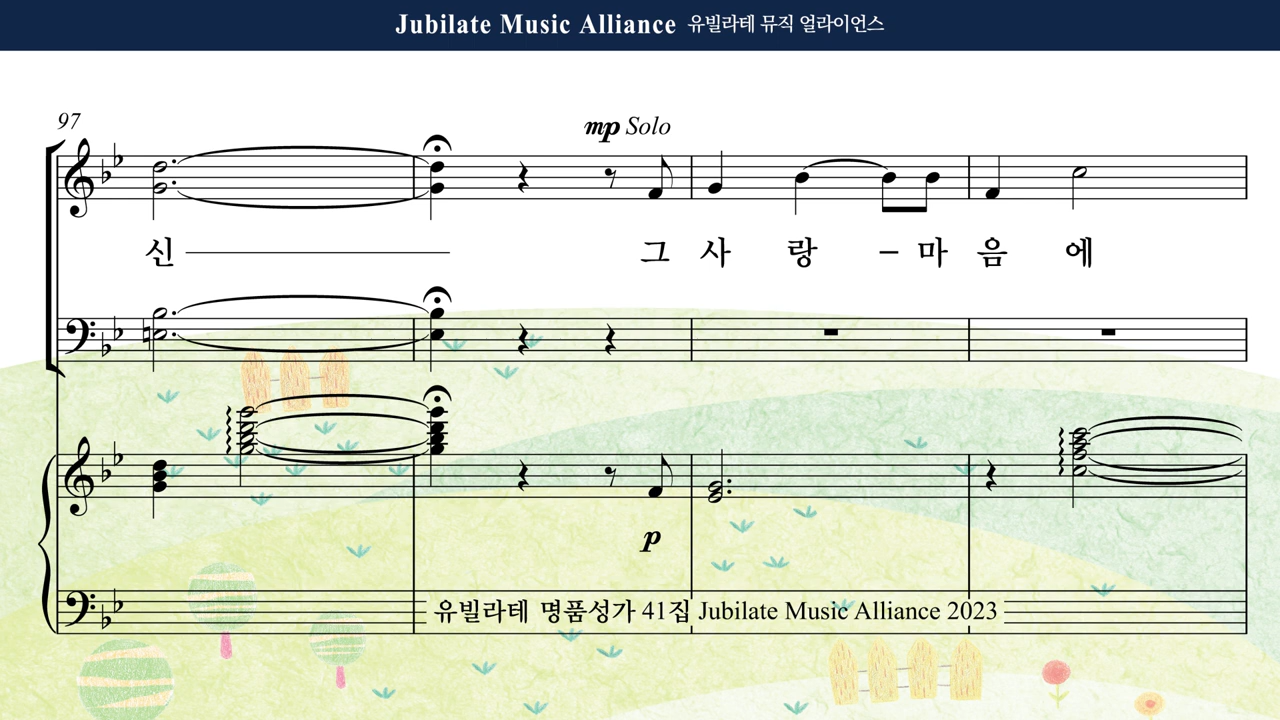 Jubilate Music Alliance 유빌라테 뮤직 얼라이언스
97
mp Solo
신 그 사 랑 - 마 음 에
p
유빌라테 명품성가 41집 Jubilate Music Alliance 2023